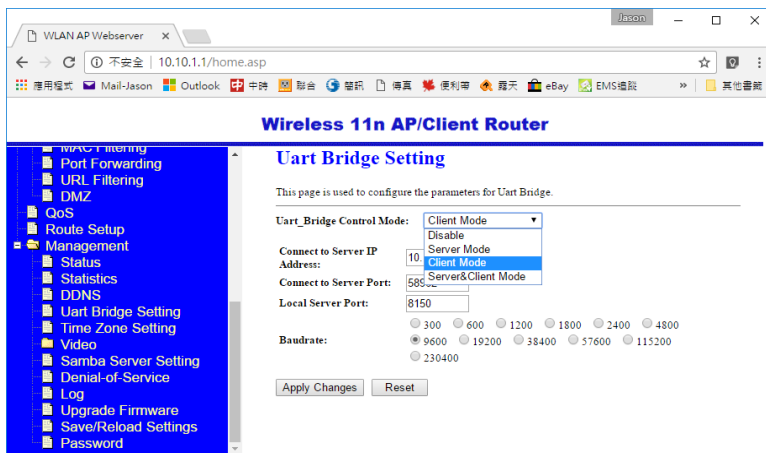 Jason
WLAN AP Webserver
不安全 | 10.10.1.1/home.asp
應用程式 Mail-Jason Outlook 中時 聯合 簡訊 傳真 便利帶 露天 eBay EMS追蹤 » 其他書籤
Wireless 11n AP/Client Router
MAC Filtering
Port Forwarding
URL Filtering
DMZ
QoS
Route Setup
Management
Status
Statistics
DDNS
Uart Bridge Setting
Time Zone Setting
Video
Samba Server Setting
Denial-of-Service
Log
Upgrade Firmware
Save/Reload Settings
Password
Uart Bridge Setting
This page is used to configure the parameters for Uart Bridge.
Uart_Bridge Control Mode: Client Mode
Disable
Server Mode
Client Mode
Server&Client Mode
Connect to Server IP
Address: 10.
Connect to Server Port:
Local Server Port: 8150
Baudrate:
300 600 1200 1800 2400 4800
9600 19200 38400 57600 115200
230400
Apply Changes Reset